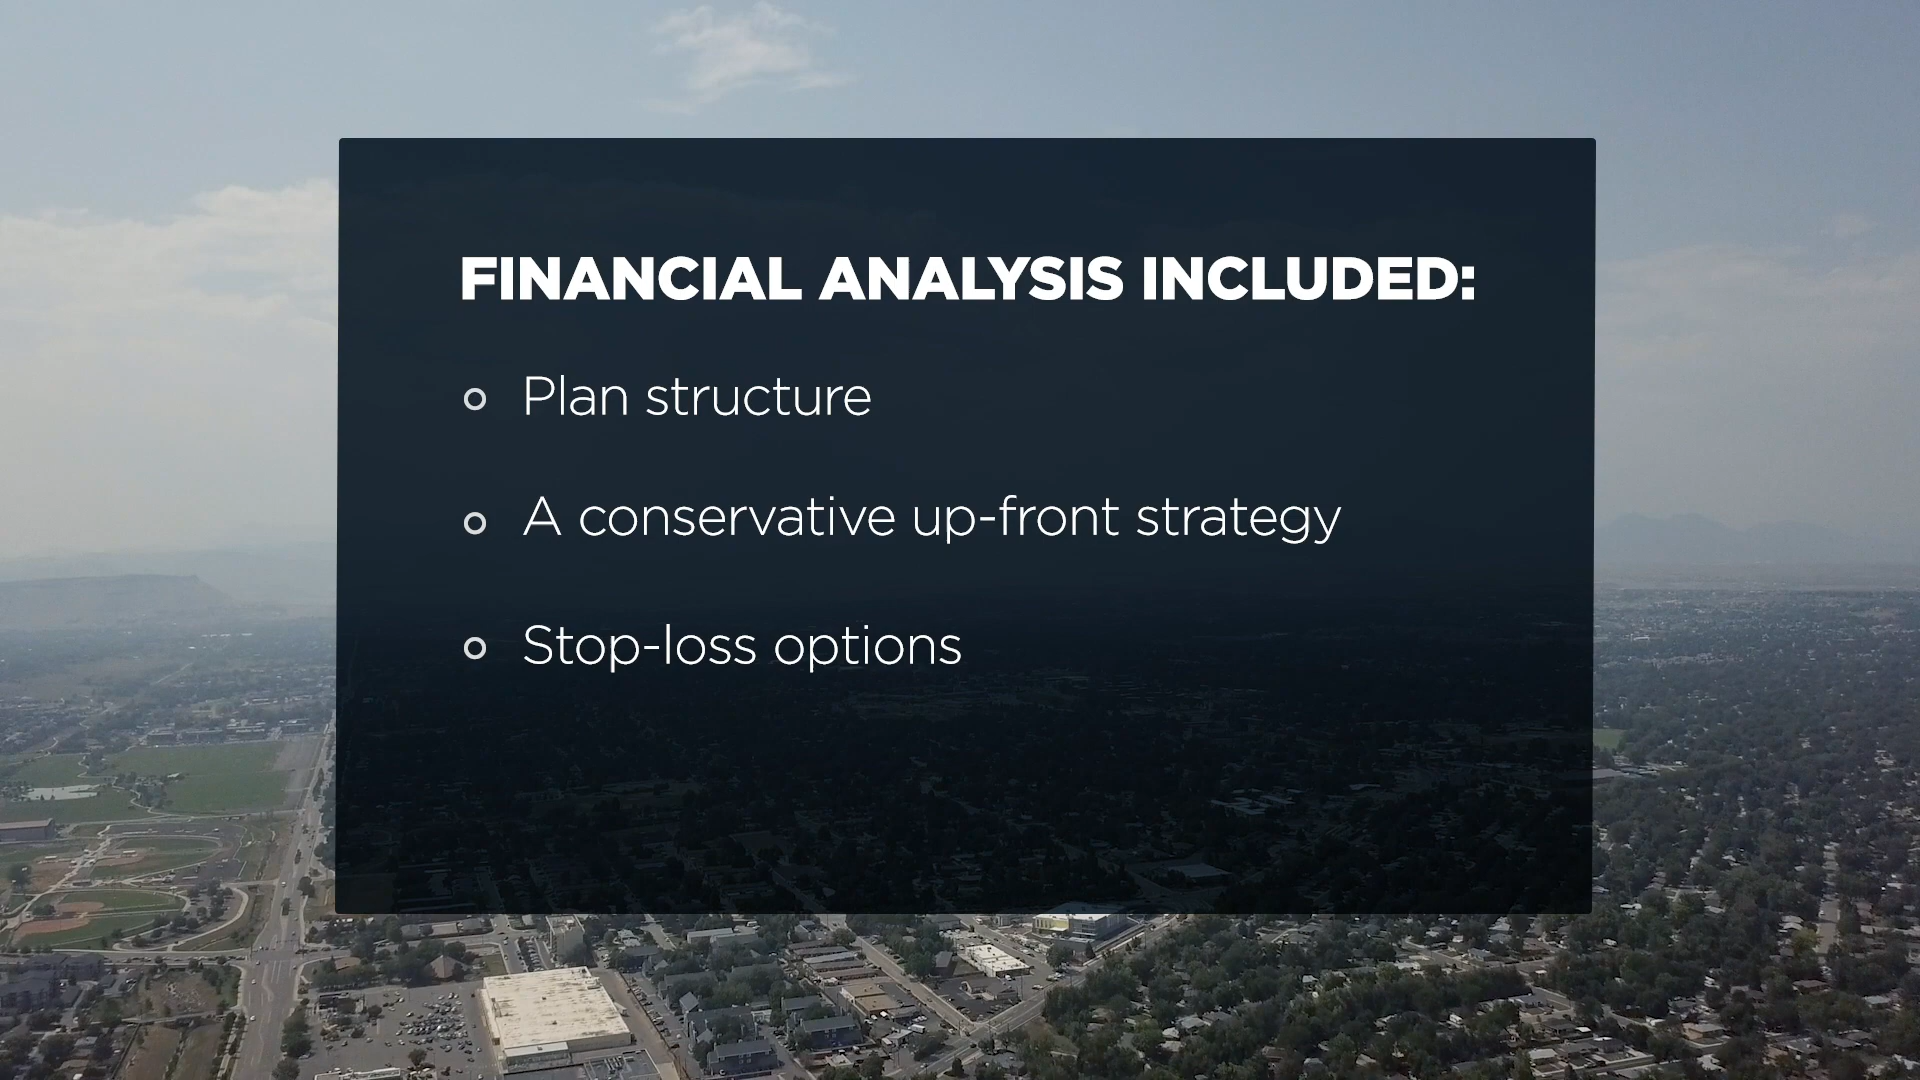 FINANCIAL ANALYSIS INCLUDED:
Plan structure
A conservative up-front strategy
Stop-loss options